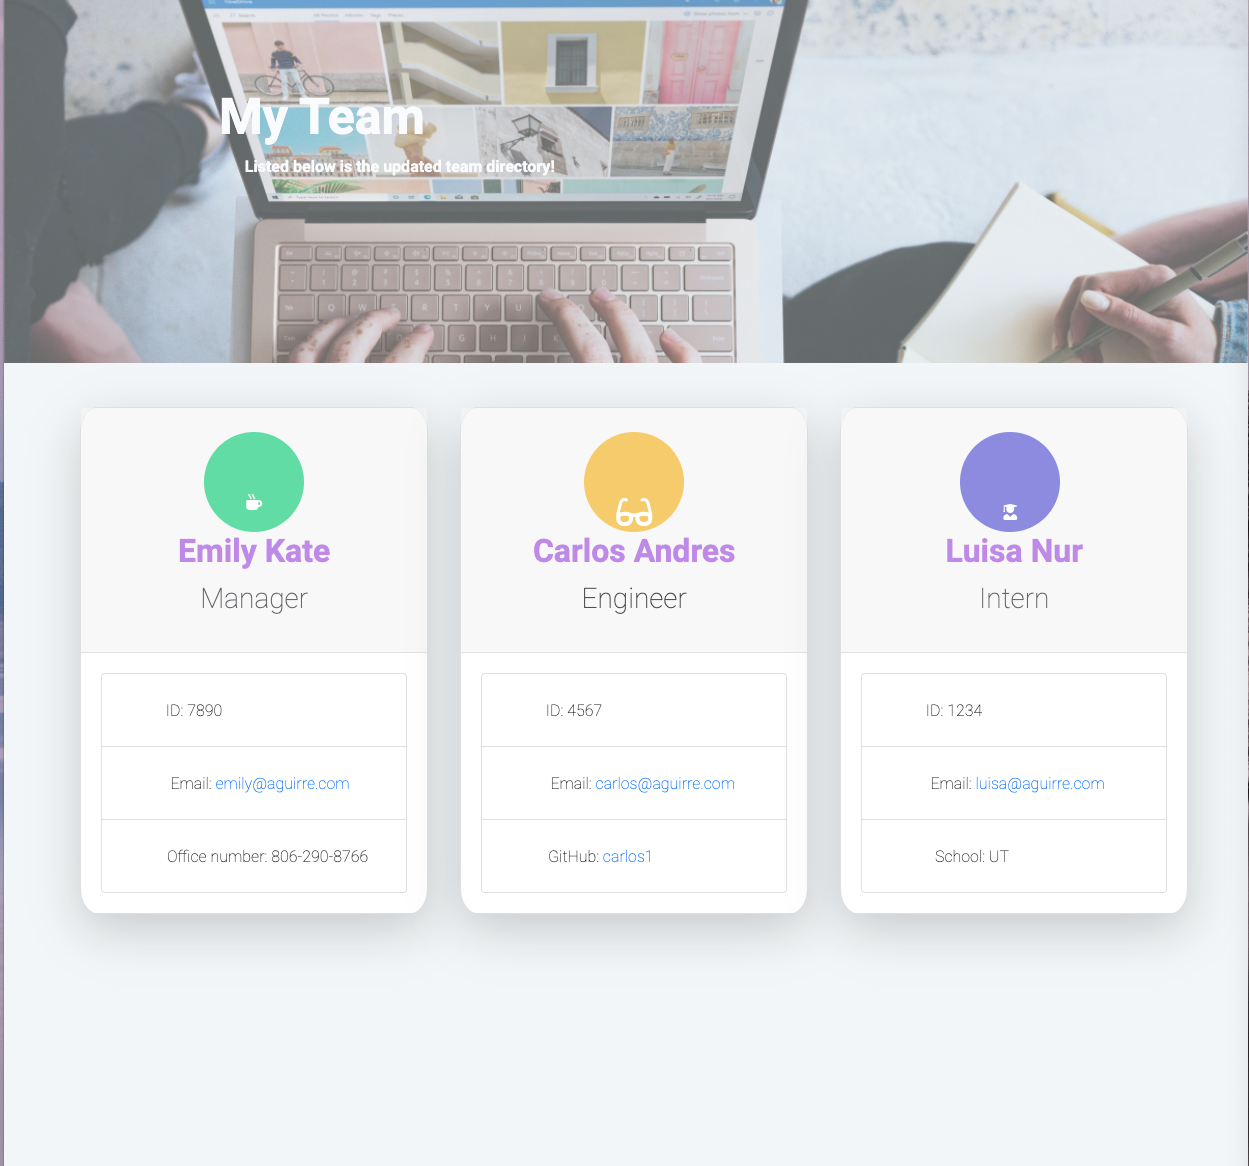 Search
My Team
Listed below is the updated team directory!
Emily Kate
Manager
ID: 7890
Email: emily@aguirre.com
Office number: 806-290-8766
Carlos Andres
Engineer
ID: 4567
Email: carlos@aguirre.com
GitHub: carlos1
Luisa Nur
Intern
ID: 1234
Email: luisa@aguirre.com
School: UT